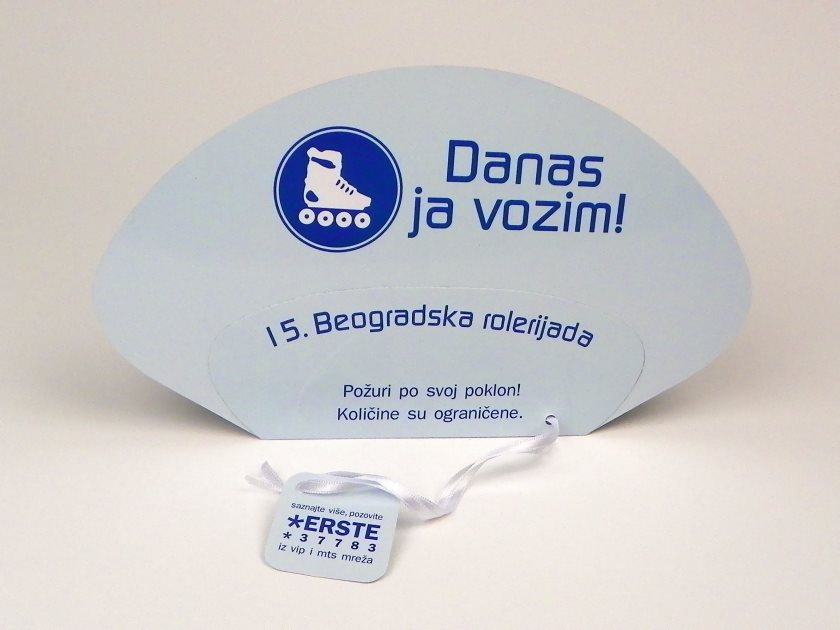 Danas
ja vozim!
15. Beogradska rolerijada
Požuri po svoj poklon!
Količine su ograničene.
saznajte više, pozovite
*ERSTE
*37783
iz vip i mts mreža